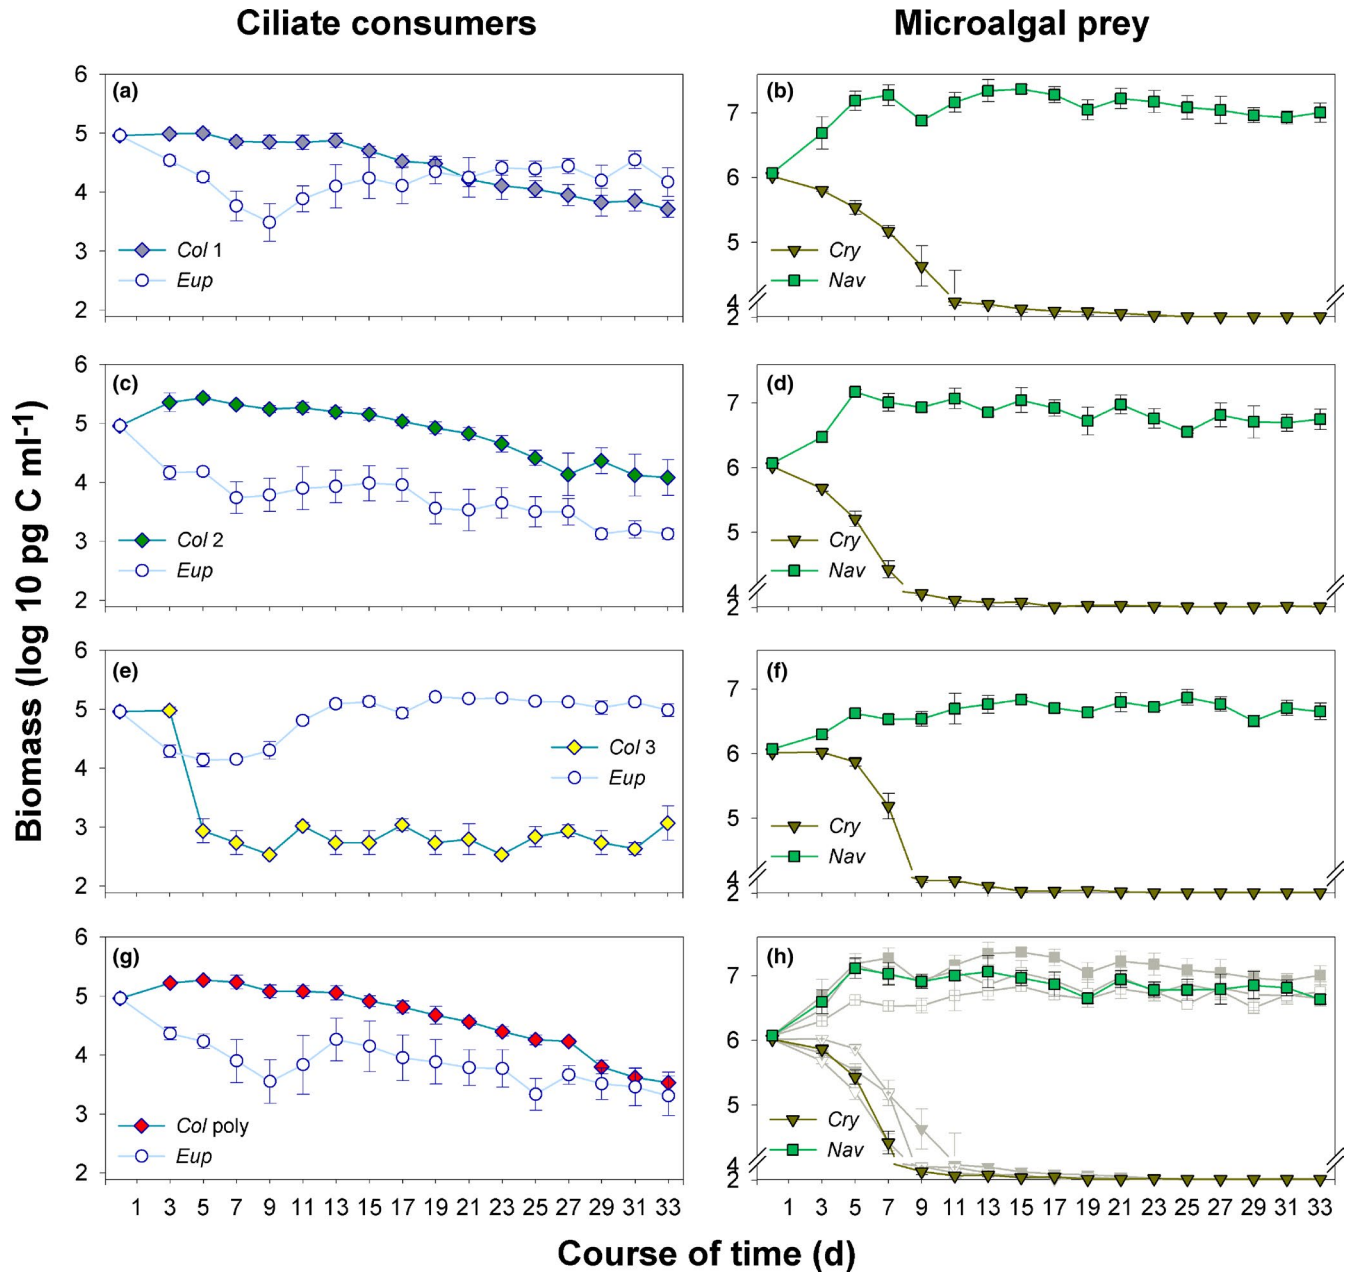 Ciliate consumers
Microalgal prey
Biomass (log 10 pg C ml-1)
(a)
6
5
4
3
2
Col 1
Eup
(b)
7
6
5
4
2
Cry
Nav
(c)
6
5
4
3
2
Col 2
Eup
(d)
7
6
5
4
2
Cry
Nav
(e)
6
5
4
3
2
Col 3
Eup
(f)
7
6
5
4
2
Cry
Nav
(g)
6
5
4
3
2
Col poly
Eup
1 3 5 7 9 11 13 15 17 19 21 23 25 27 29 31 33
(h)
7
6
5
4
2
Cry
Nav
1 3 5 7 9 11 13 15 17 19 21 23 25 27 29 31 33
Course of time (d)